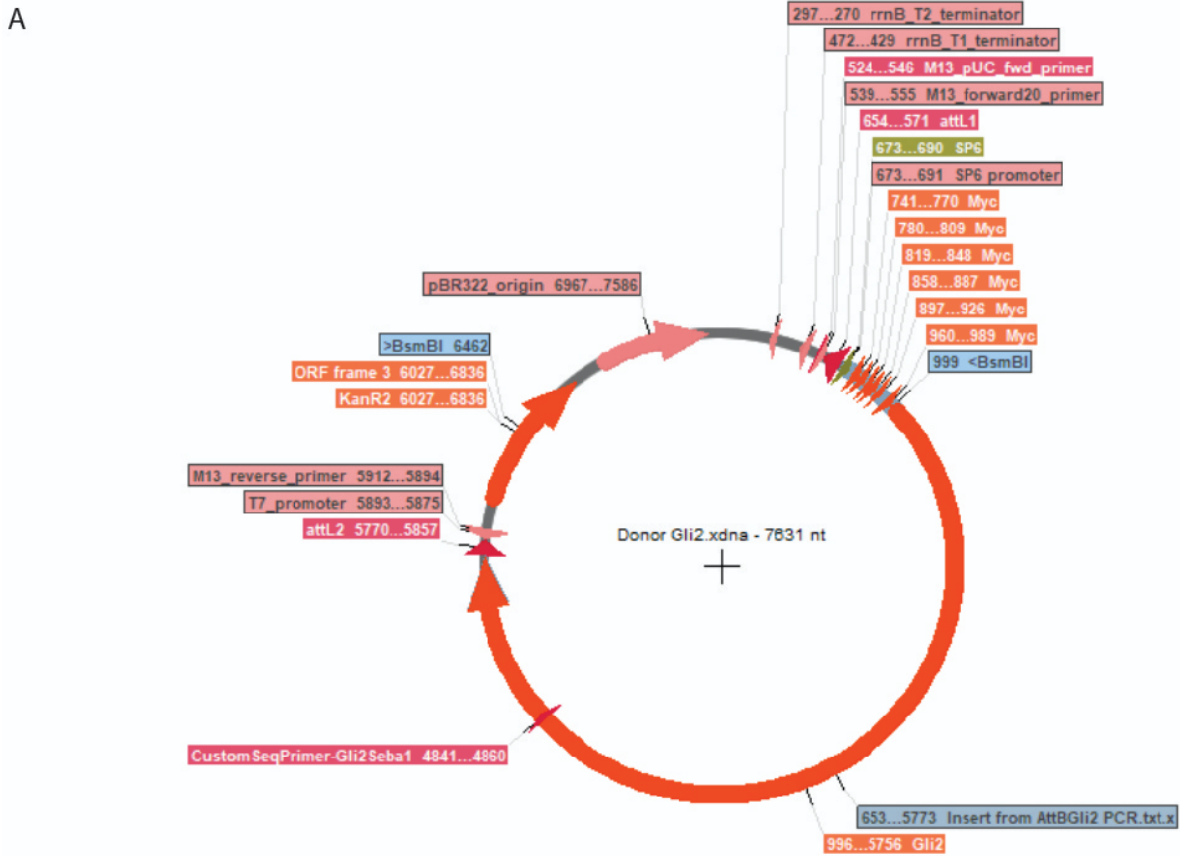 A
297...270 rrnB_T2_terminator
472...429 rrnB_T1_terminator
524...546 M13_pUC_fwd_primer
539...555 M13_forward20_primer
654...571 attL1
673...690 SP6
673...691 SP6 promoter
741...770 Myc
780...809 Myc
819...848 Myc
858...887 Myc
897...926 Myc
960...989 Myc
999 <BsmBI
pBR322_origin 6967...7586
>BsmBI 6462
ORF frame 3 6027...6836
KanR2 6027...6836
M13_reverse_primer 5912...5894
T7_promoter 5893...5875
attL2 5770...5857
Donor Gli2.xdna - 7631 nt
CustomSeqPrimer-Gli2Seba1 4841...4860
653...5773 Insert from AttBGli2 PCR.txt.x
996...5756 Gli2